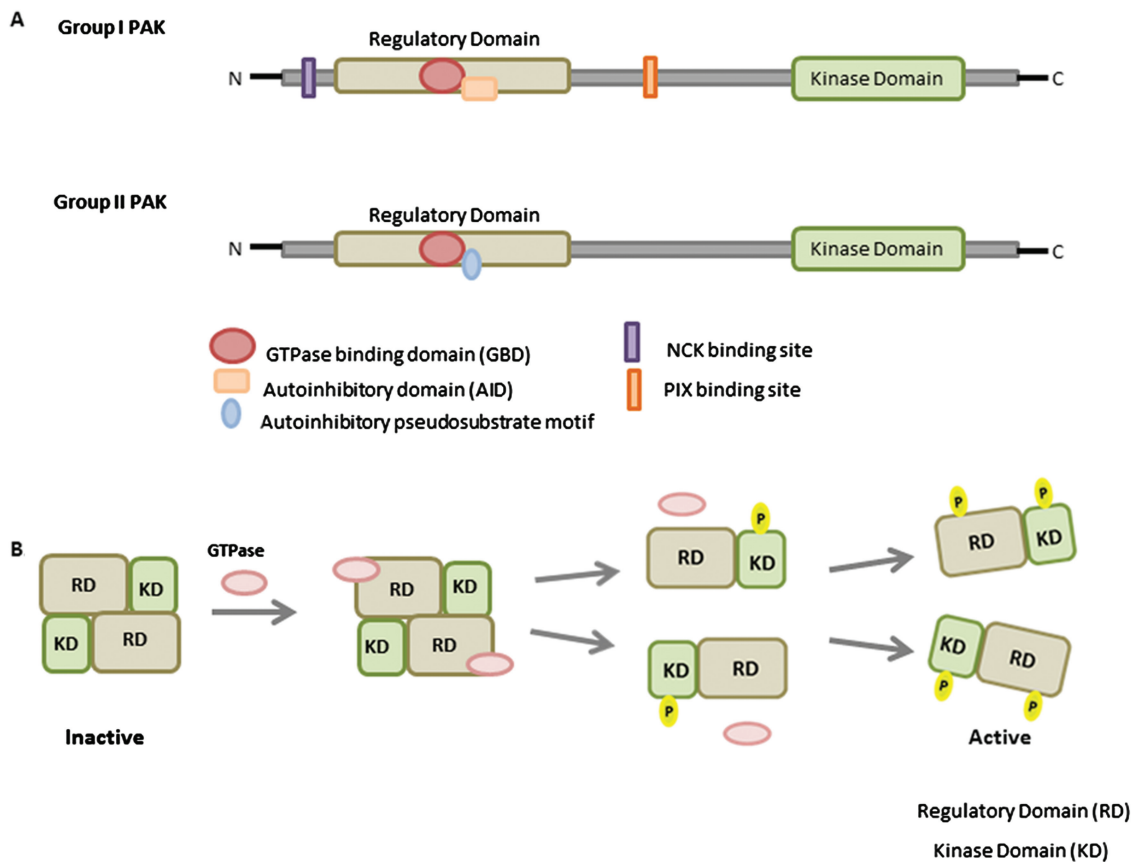 A
Group I PAK
Regulatory Domain
N
Kinase Domain
C
Group II PAK
Regulatory Domain
N
Kinase Domain
C
GTPase binding domain (GBD)
Autoinhibitory domain (AID)
Autoinhibitory pseudosubstrate motif
NCK binding site
PIX binding site
B
RD KD
KD RD
Inactive
GTPase
RD KD
KD RD
P
RD KD
KD RD
P
P P
RD KD
KD RD
P P
Active
Regulatory Domain (RD)
Kinase Domain (KD)